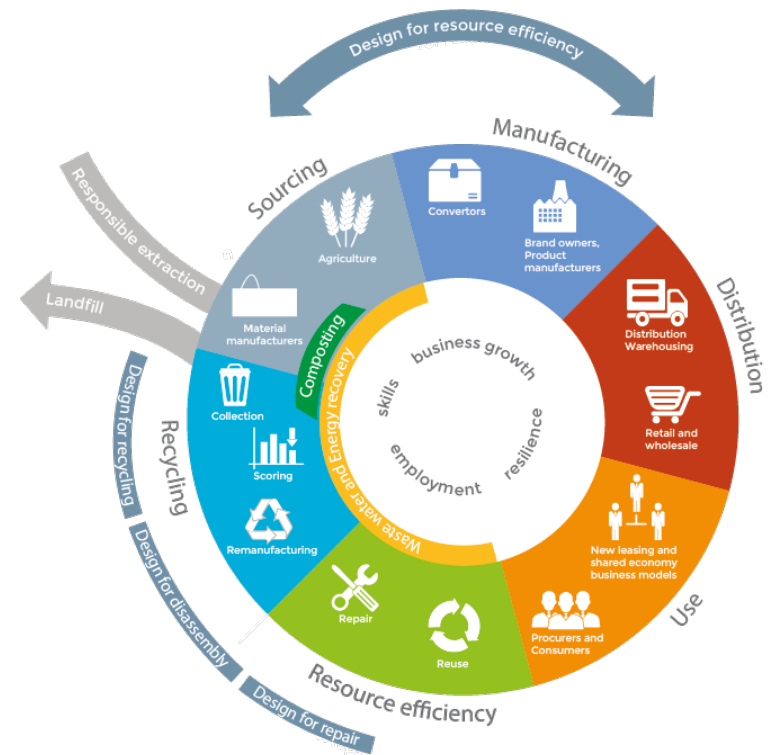 Design for resource efficiency
Manufacturing
Sourcing
Convertors
Brand owners,
Product
manufacturers
Responsible extraction
Agriculture
Landfill
Material
manufacturers
Distribution
Distribution
Warehousing
Retail and
wholesale
Composting
Waste water and Energy recovery
business growth
skills
resilience
employment
Design for recycling
Recycling
Collection
Scoring
Remanufacturing
New leasing and
shared economy
business models
Use
Procurers and
Consumers
Repair
Reuse
Resource efficiency
Design for disassembly
Design for repair